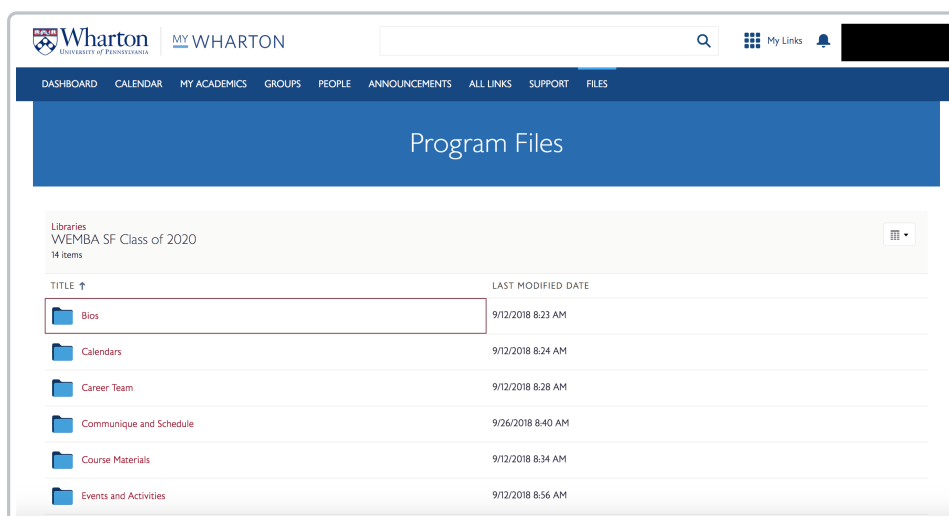 Wharton
UNIVERSITY of PENNSYLVANIA
MY WHARTON
My Links
DASHBOARD CALENDAR MY ACADEMICS GROUPS PEOPLE ANNOUNCEMENTS ALL LINKS SUPPORT FILES
Program Files
Libraries
WEMBA SF Class of 2020
14 items
TITLE ↑ LAST MODIFIED DATE
Bios 9/12/2018 8:23 AM
Calendars 9/12/2018 8:24 AM
Career Team 9/12/2018 8:28 AM
Communique and Schedule 9/26/2018 8:40 AM
Course Materials 9/12/2018 8:34 AM
Events and Activities 9/12/2018 8:56 AM